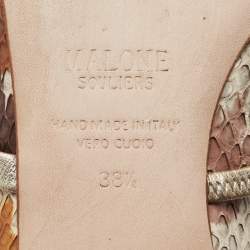 MALONE
SOULIERS
HANDMADE IN ITALY
VERO CUOIO
38½